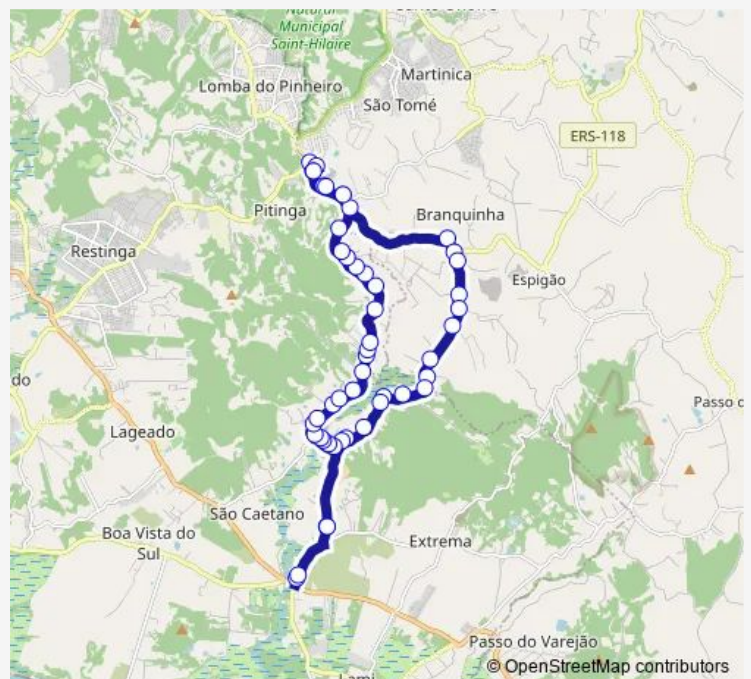 Natural
Municipal
Saint-Hilaire
Martinica
Lomba do Pinheiro
São Tomé
ERS-118
Pitinga
Branquinha
Restinga
Espigão
do
Passo d
Lageado
São Caetano
Boa Vista do
Sul
Extrema
Passo do Varejão
© OpenStreetMap contributors
Lami